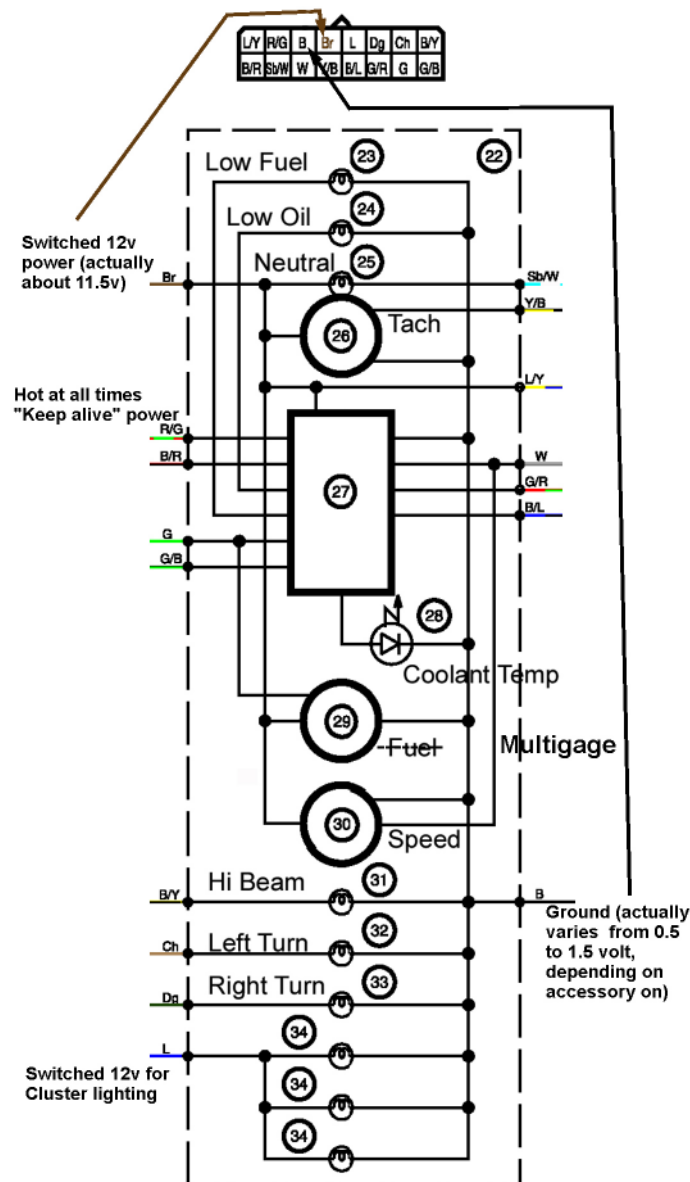 L/Y R/G B Br L Dg Ch B/Y
B/R Sb/W W Y/B B/L G/R G G/B
Low Fuel 23 22
Low Oil 24
Switched 12v
power (actually
about 11.5v)
Neutral 25
Br
Sb/W
Y/B
26 Tach
L/Y
Hot at all times
"Keep alive" power
R/G
B/R
W
27
G/R
B/L
G
G/B
28
Coolant Temp
29
Fuel
Multigage
30
Speed
Hi Beam 31
B/Y
B
Ground (actually
varies from 0.5
to 1.5 volt,
depending on
accessory on)
Left Turn 32
Ch
Right Turn 33
Dg
34
L
Switched 12v for
Cluster lighting
34
34